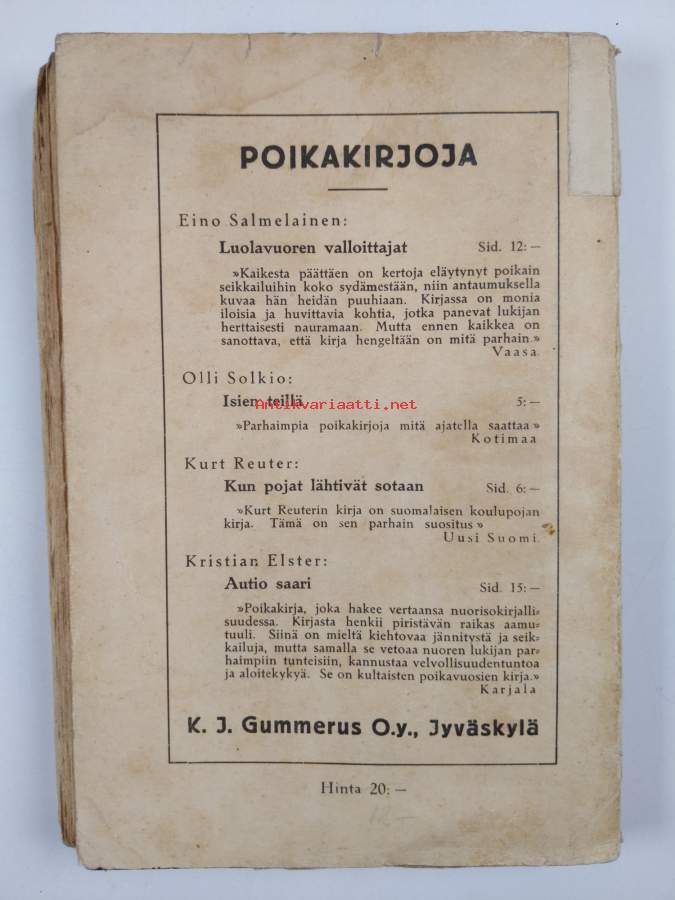 POIKAKIRJOJA
Eino Salmelainen:
Luolavuoren valloittajat Sid. 12:—
»Kaikesta päättäen on kertoja eläytynyt poikain
seikkailuihin koko sydämestään, niin antaumuksella
kuvaa hän heidän puuhiaan. Kirjassa on monia
iloisia ja huvittavia kohtia, jotka panevat lukijan
herttaisesti nauramaan. Mutta ennen kaikkea on
sanottava, että kirja hengeltään on mitä parhain.»
Vaasa.
Olli Solkio:
Isien teillä 5:—
Antikvariaatti.net
»Parhaimpia poikakirjoja mitä ajatella saattaa»
Kotimaa
Kurt Reuter:
Kun pojat lähtivät sotaan Sid. 6:—
»Kurt Reuterin kirja on suomalaisen koulupojan
kirja. Tämä on sen parhain suositus»
Uusi Suomi.
Kristian Elster:
Autio saari Sid. 15:—
»Poikakirja, joka hakee vertaansa nuorisokirjalli-
suudessa. Kirjasta henkii piristävän raikas aamu-
tuuli. Siinä on mieltä kiehtovaa jännitystä ja seik-
kailuja, mutta samalla se vetoaa nuoren lukijan par-
haimpiin tunteisiin, kannustaa velvollisuudentuntoa
ja aloitekykyä. Se on kultaisten poikavuosien kirja.»
Karjala
K. J. Gummerus O.y., Jyväskylä
Hinta 20:—